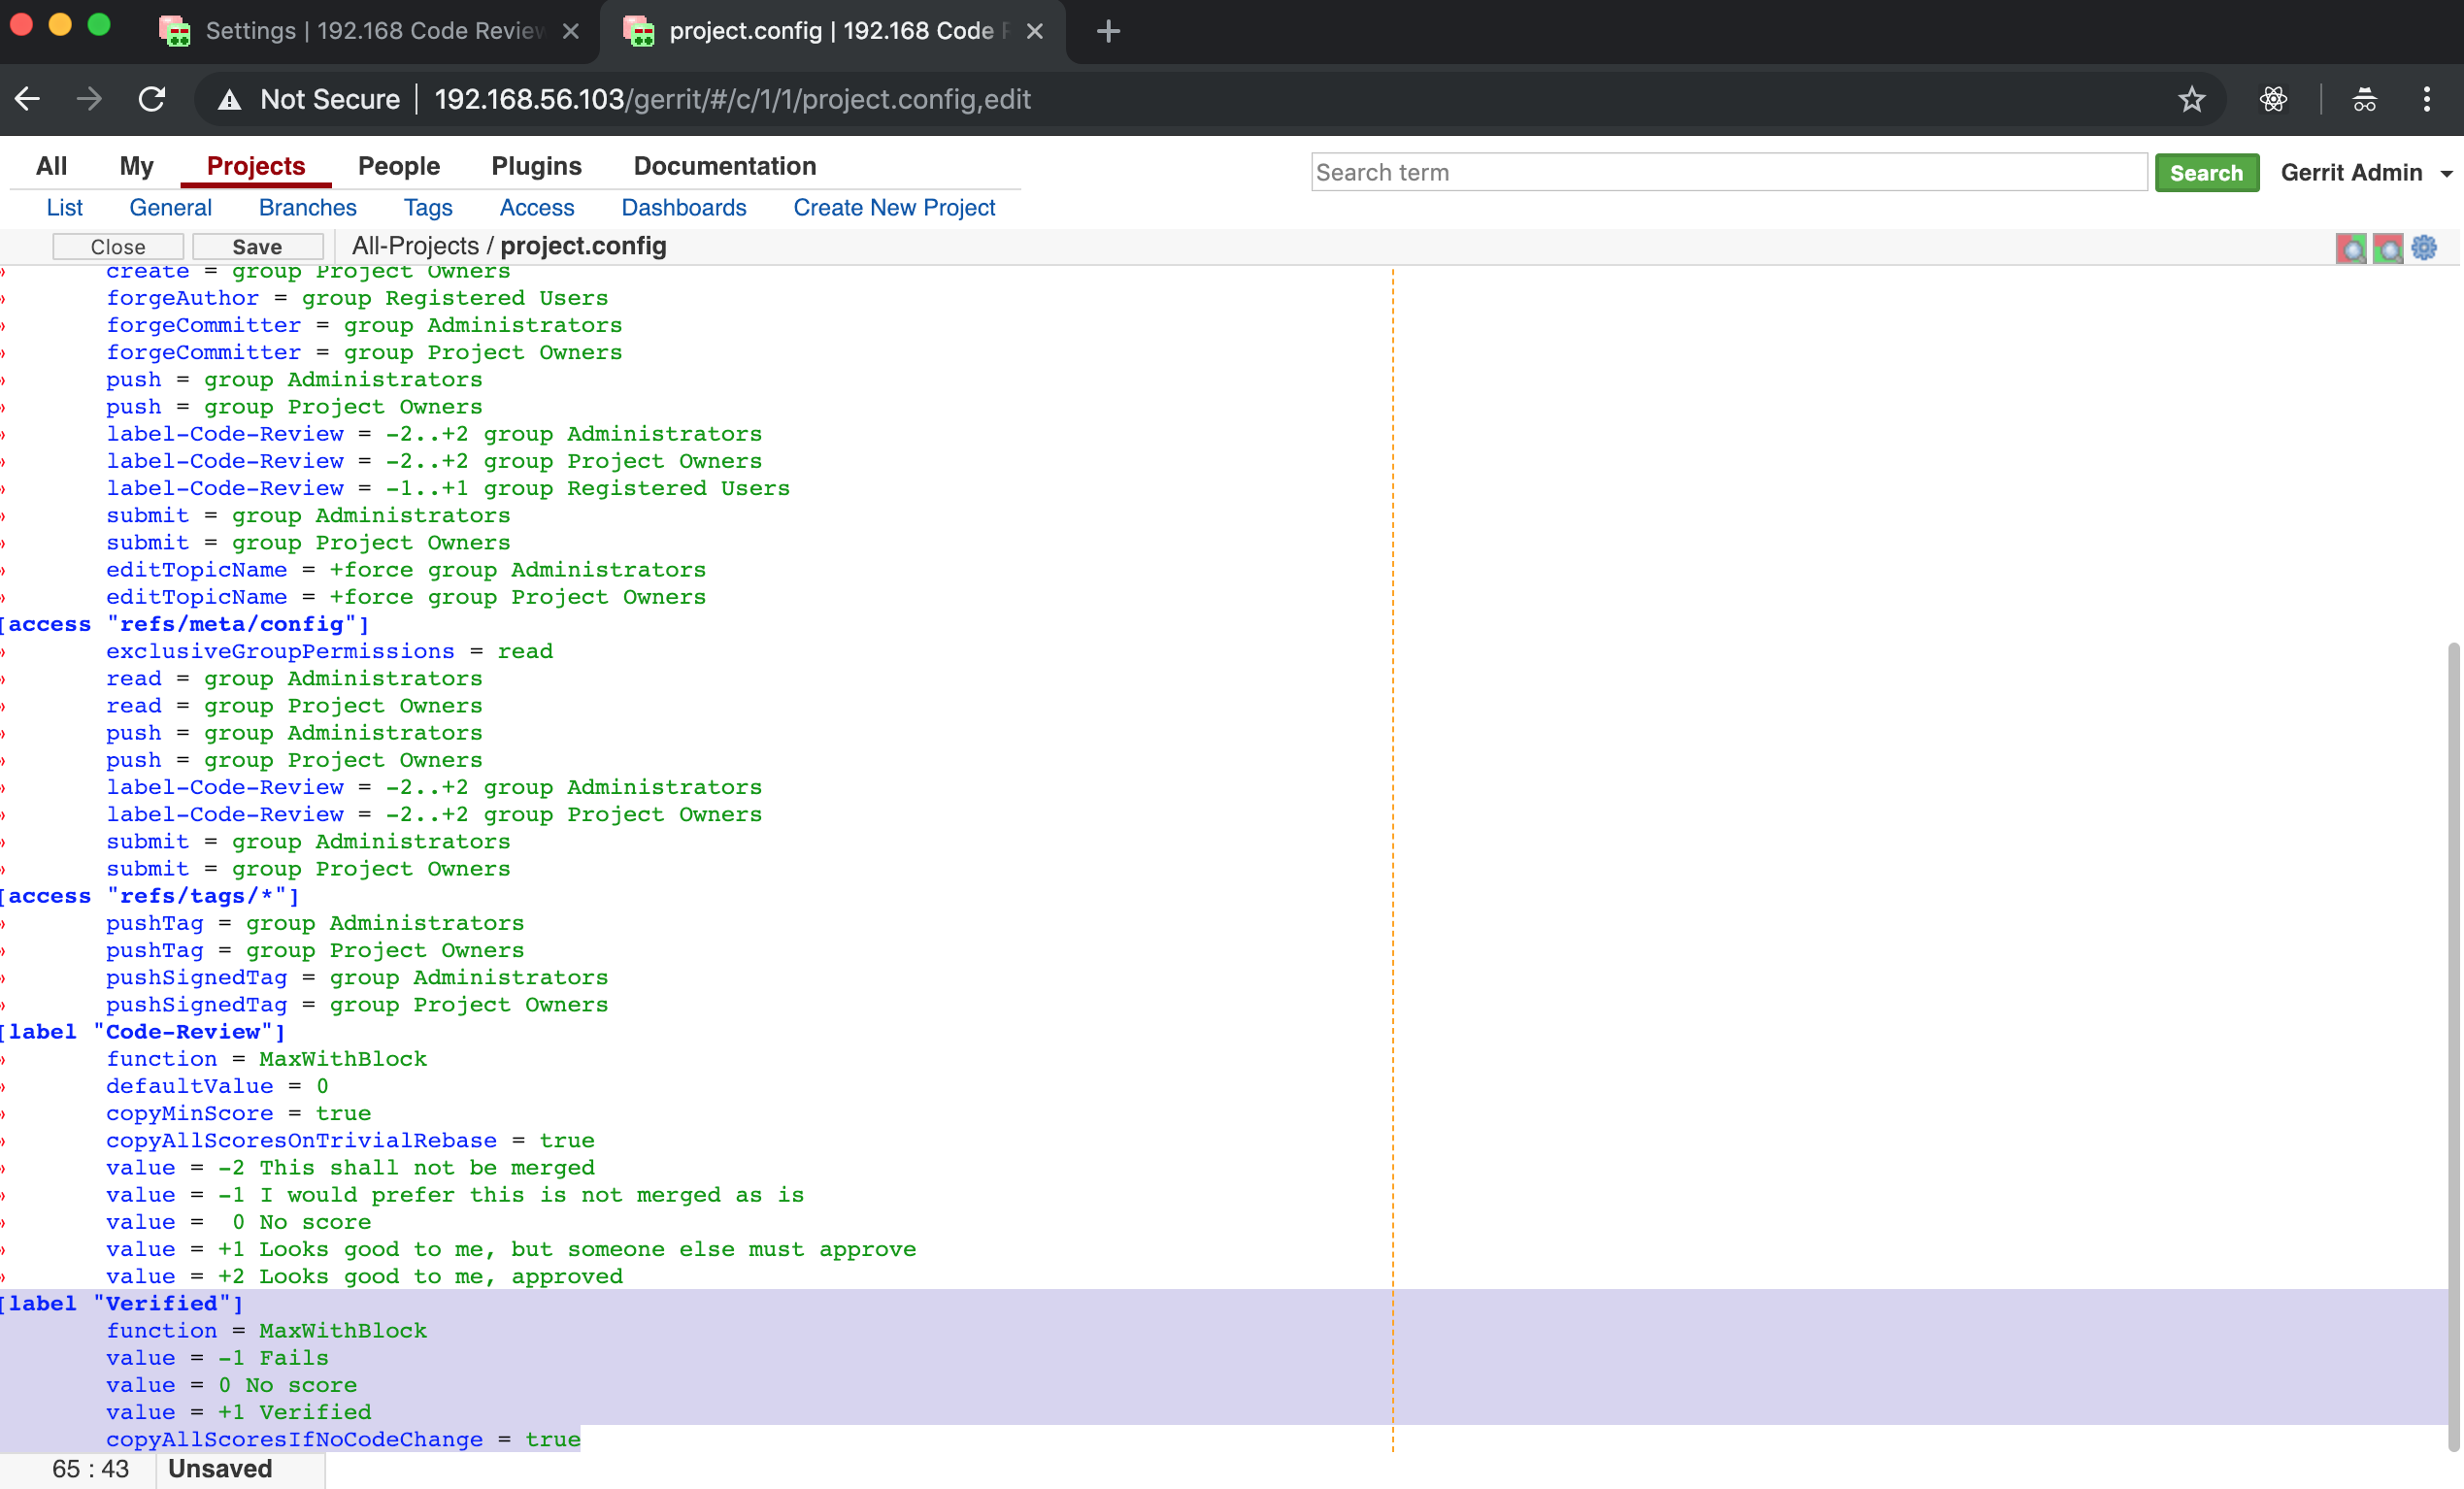 Settings | 192.168 Code Review
project.config | 192.168 Code
Not Secure | 192.168.56.103/gerrit/#/c/1/1/project.config,edit
All My Projects People Plugins Documentation
Search term Search Gerrit Admin
List General Branches Tags Access Dashboards Create New Project
Close Save All-Projects / project.config
create = group Project Owners
forgeAuthor = group Registered Users
forgeCommitter = group Administrators
forgeCommitter = group Project Owners
push = group Administrators
push = group Project Owners
label-Code-Review = -2..+2 group Administrators
label-Code-Review = -2..+2 group Project Owners
label-Code-Review = -1..+1 group Registered Users
submit = group Administrators
submit = group Project Owners
editTopicName = +force group Administrators
editTopicName = +force group Project Owners
[access "refs/meta/config"]
exclusiveGroupPermissions = read
read = group Administrators
read = group Project Owners
push = group Administrators
push = group Project Owners
label-Code-Review = -2..+2 group Administrators
label-Code-Review = -2..+2 group Project Owners
submit = group Administrators
submit = group Project Owners
[access "refs/tags/*"]
pushTag = group Administrators
pushTag = group Project Owners
pushSignedTag = group Administrators
pushSignedTag = group Project Owners
[label "Code-Review"]
function = MaxWithBlock
defaultValue = 0
copyMinScore = true
copyAllScoresOnTrivialRebase = true
value = -2 This shall not be merged
value = -1 I would prefer this is not merged as is
value =  0 No score
value = +1 Looks good to me, but someone else must approve
value = +2 Looks good to me, approved
[label "Verified"]
function = MaxWithBlock
value = -1 Fails
value = 0 No score
value = +1 Verified
copyAllScoresIfNoCodeChange = true
65 : 43 Unsaved